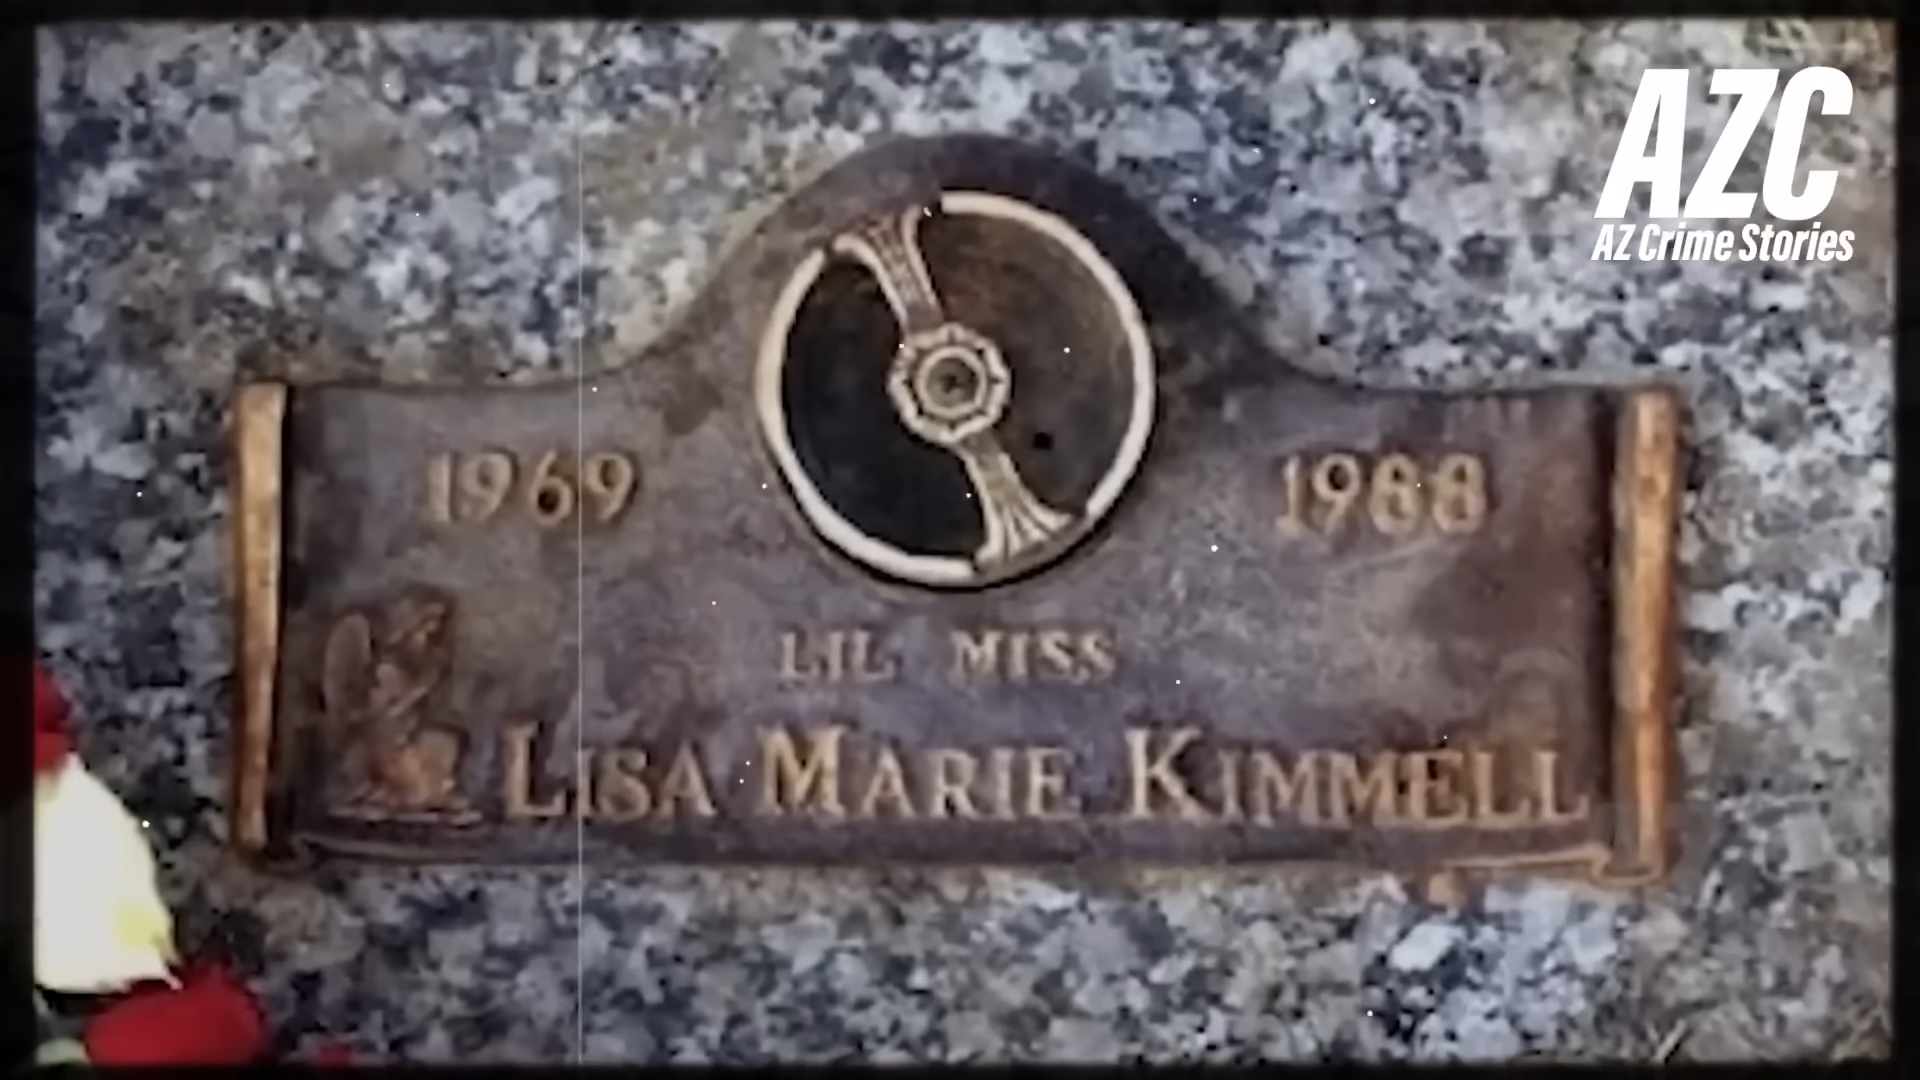 AZC
AZ Crime Stories
1969 1988
LIL MISS
LISA MARIE KIMMELL